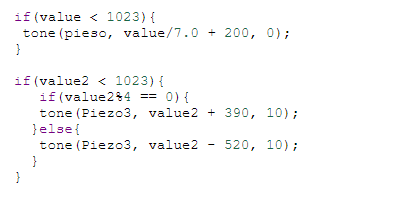 if(value < 1023){
 tone(pieso, value/7.0 + 200, 0);
}
if(value2 < 1023){
   if(value2%4 == 0){
   tone(Piezo3, value2 + 390, 10);
  }else{
   tone(Piezo3, value2 - 520, 10);
  }
}